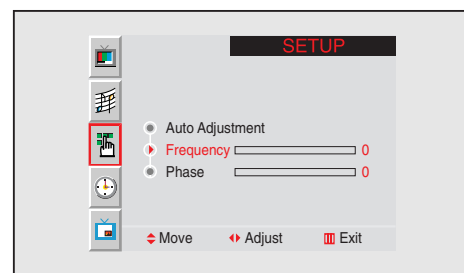 SETUP
Auto Adjustment
Frequency 0
Phase 0
Move Adjust Exit